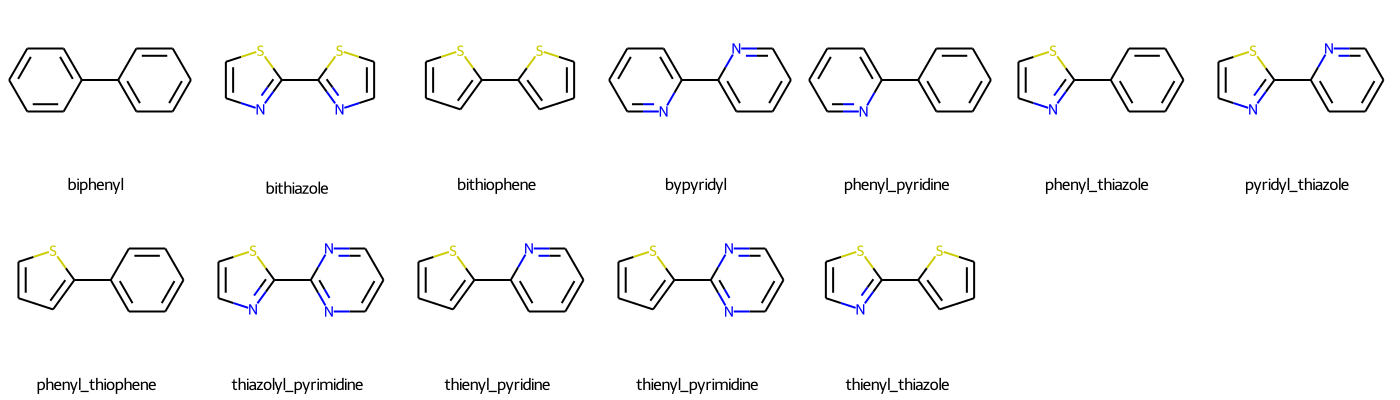 S S S S S N S S N
N N N N N N
biphenyl bithiazole bithiophene bypyridyl phenyl_pyridine phenyl_thiazole pyridyl_thiazole
S S N S N S N S S
N N N N
phenyl_thiophene thiazolyl_pyrimidine thienyl_pyridine thienyl_pyrimidine thienyl_thiazole